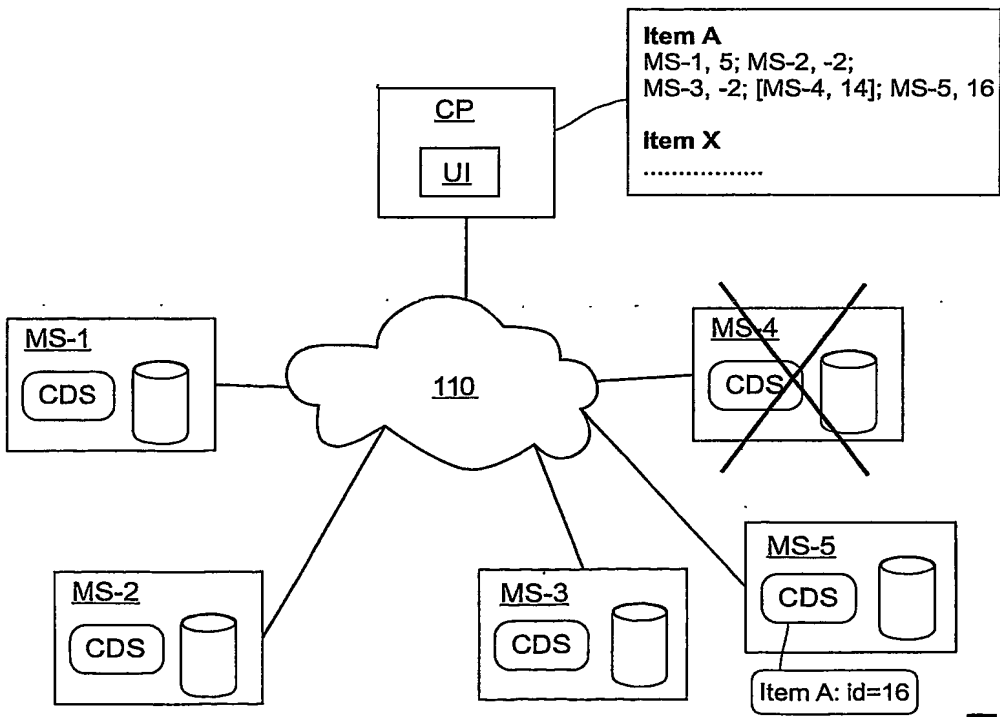 Item A
MS-1, 5; MS-2, -2;
MS-3, -2; [MS-4, 14]; MS-5, 16
Item X
.................
CP
UI
MS-1
CDS
110
MS-4
CDS
MS-2
CDS
MS-3
CDS
MS-5
CDS
Item A: id=16